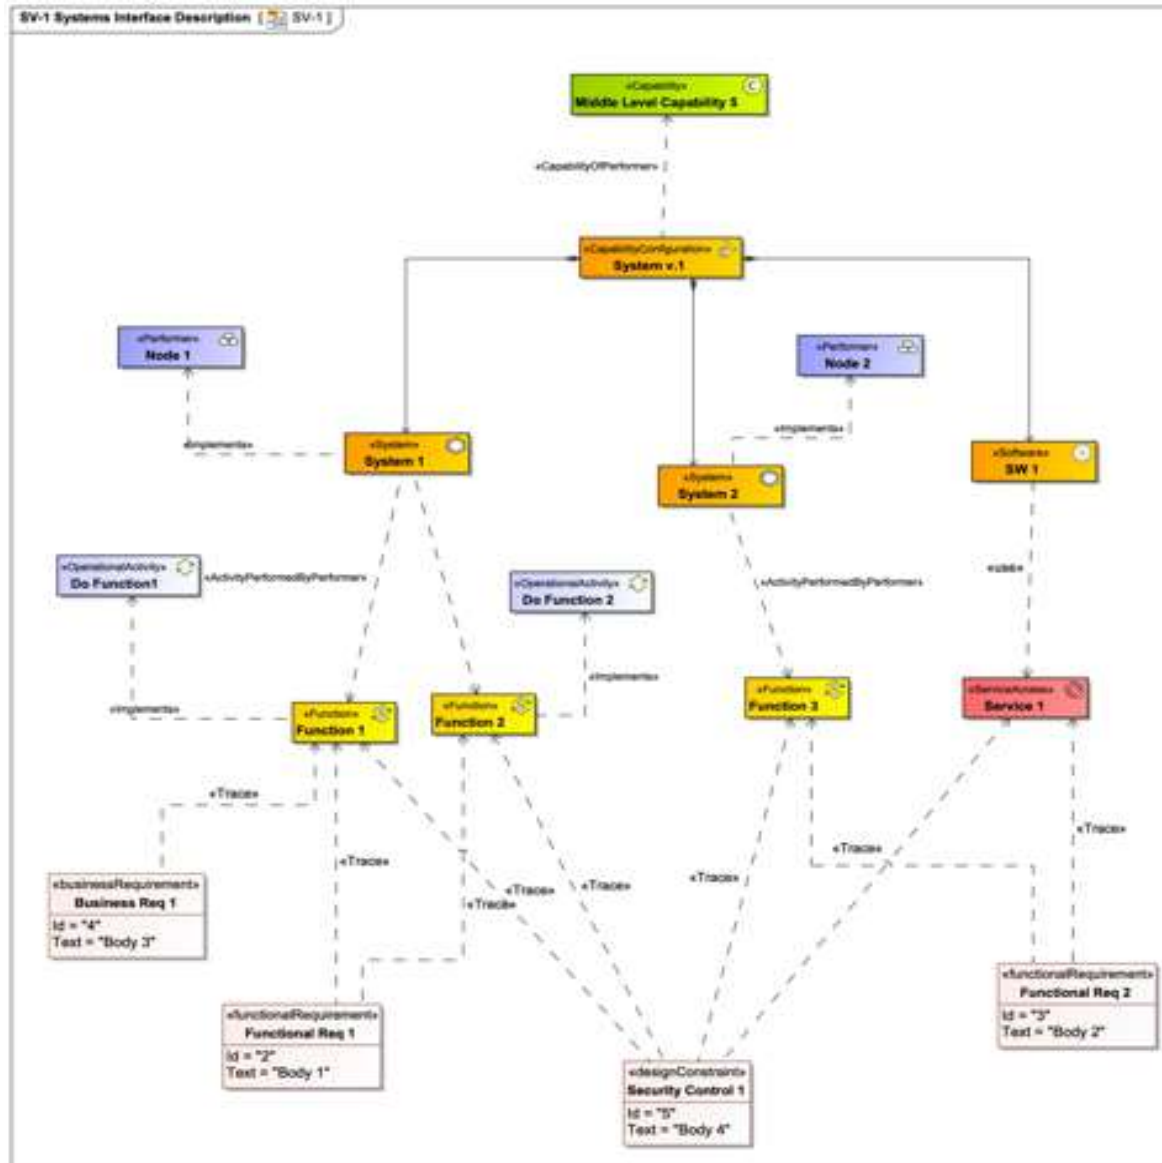 SV-1 Systems Interface Description [ SV-1 ]
«Capability»
Middle Level Capability 5
«CapabilityOfPerformer»
«CapabilityConfiguration»
System v.1
«Performer»
Node 1
«Performer»
Node 2
«Implements»
«Implements»
«System»
System 1
«System»
System 2
«Software»
SW 1
«OperationalActivity»
Do Function1
«ActivityPerformedByPerformer»
«OperationalActivity»
Do Function 2
«ActivityPerformedByPerformer»
«use»
«Implements»
«Implements»
«Function»
Function 1
«Function»
Function 2
«Function»
Function 3
«ServiceAccess»
Service 1
«Trace»
«Trace»
«Trace»
«Trace»
«Trace»
«Trace»
«Trace»
«Trace»
«businessRequirement»
Business Req 1
Id = "4"
Text = "Body 3"
«functionalRequirement»
Functional Req 1
Id = "2"
Text = "Body 1"
«functionalRequirement»
Functional Req 2
Id = "3"
Text = "Body 2"
«designConstraint»
Security Control 1
Id = "5"
Text = "Body 4"